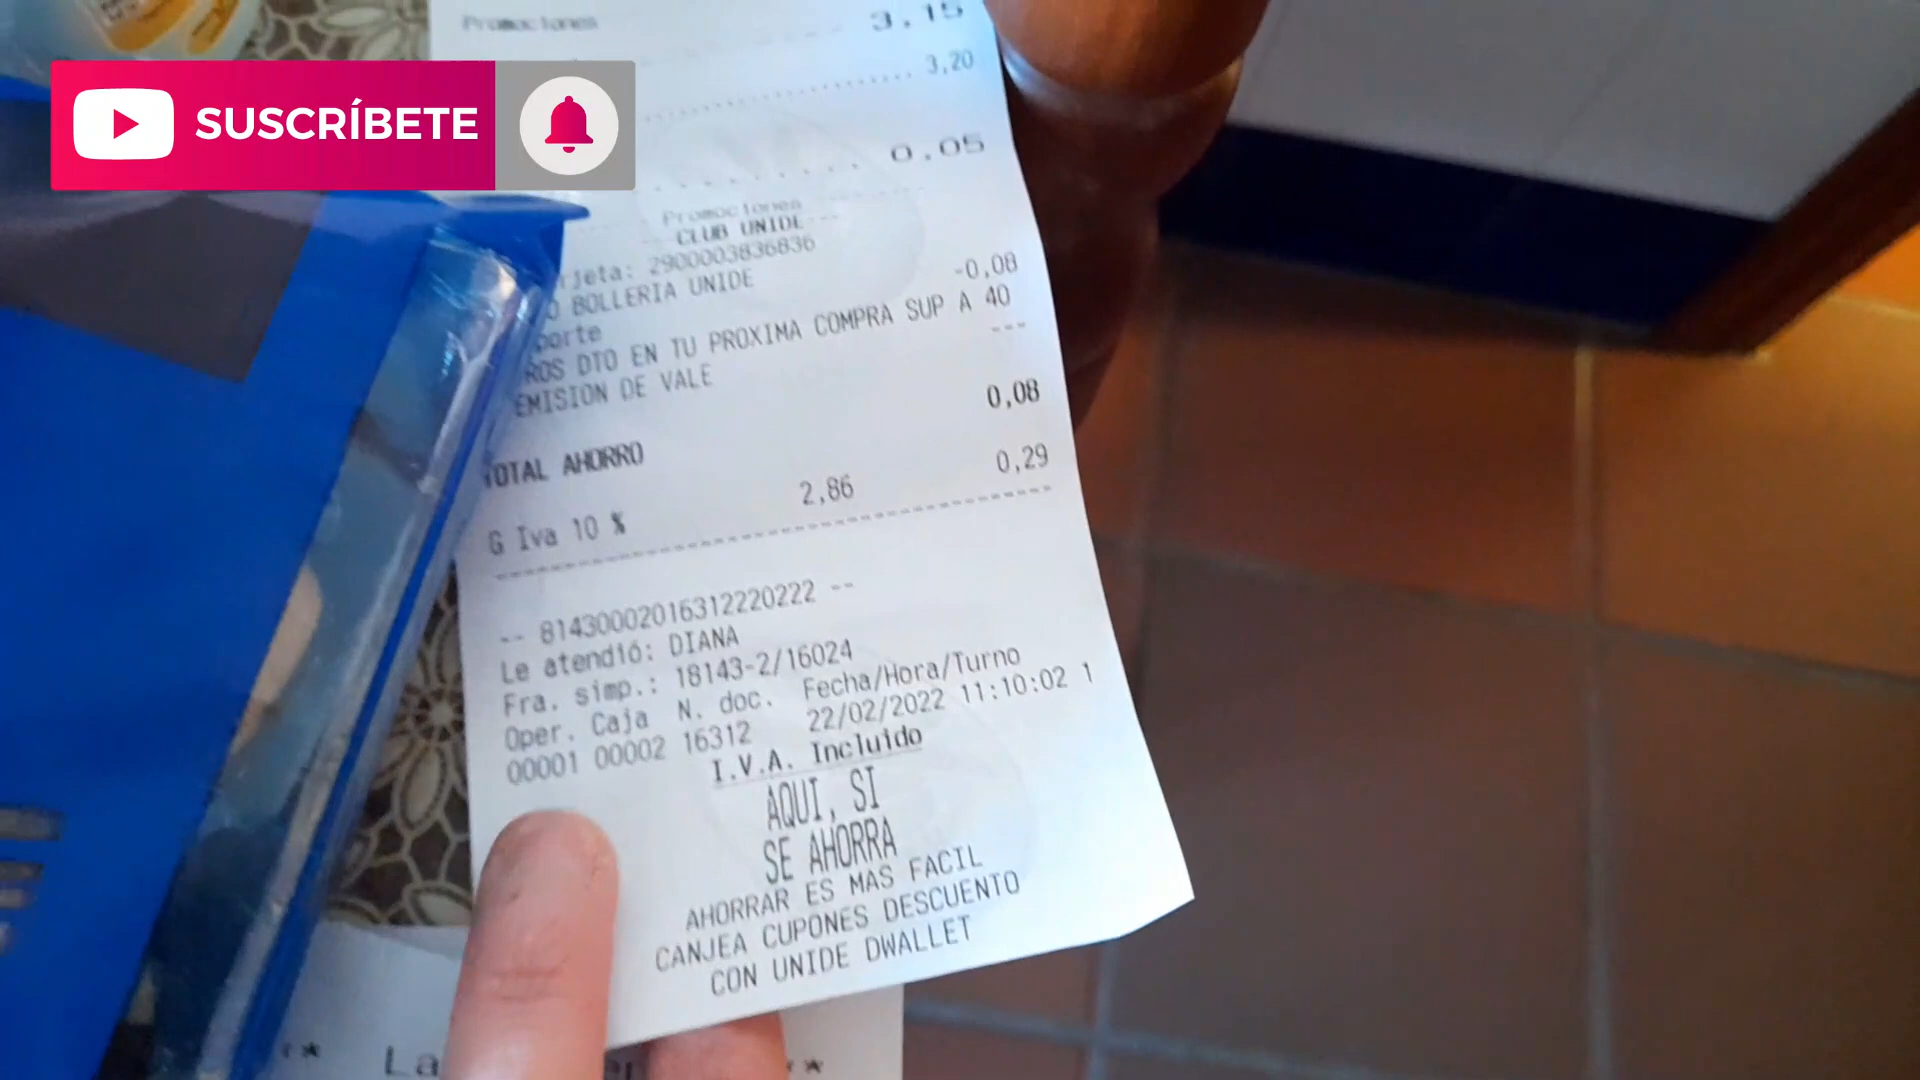 Promociones 3.15
SUSCRÍBETE
3,20
0.05
Promociones
CLUB UNIDE
rjeta: 2900003836836
O BOLLERIA UNIDE -0,08
porte
ROS DTO EN TU PROXIMA COMPRA SUP A 40
EMISION DE VALE ---
TOTAL AHORRO 0,08
G Iva 10 % 2,86 0,29
-- 81430002016312220222 --
Le atendió: DIANA
Fra. simp.: 18143-2/16024
Oper. Caja N. doc. Fecha/Hora/Turno
00001 00002 16312 22/02/2022 11:10:02 1
I.V.A. Incluido
AQUI, SI
SE AHORRA
AHORRAR ES MAS FACIL
CANJEA CUPONES DESCUENTO
CON UNIDE DWALLET
* La *